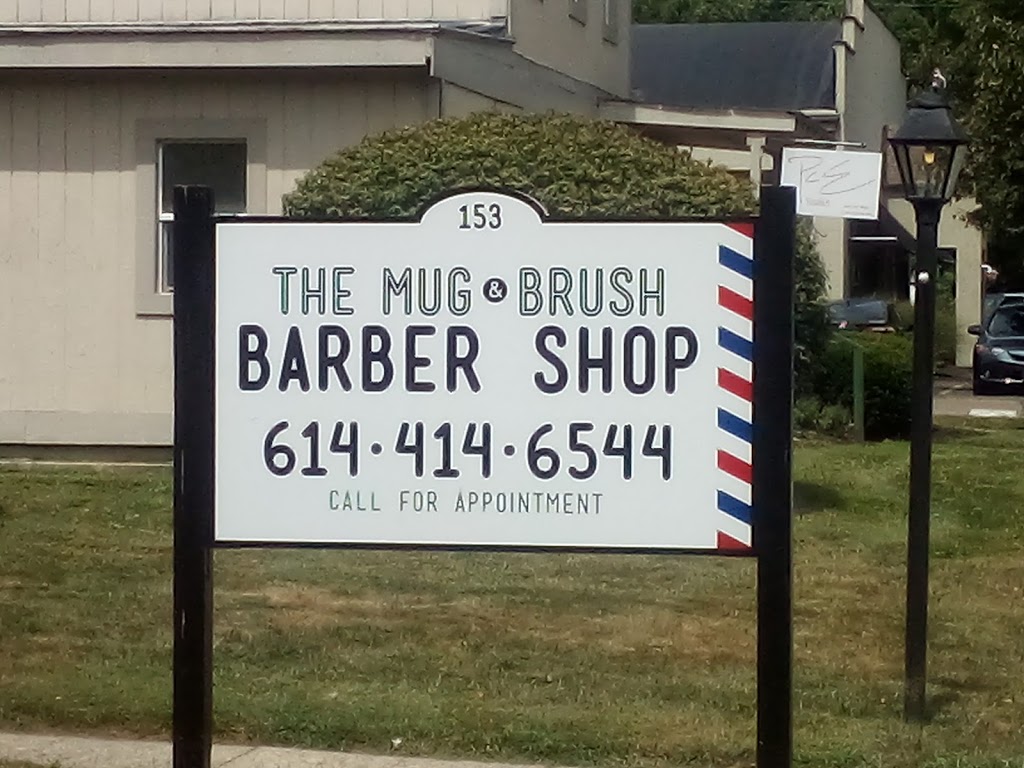 153
THE MUG & BRUSH
BARBER SHOP
614·414·6544
CALL FOR APPOINTMENT